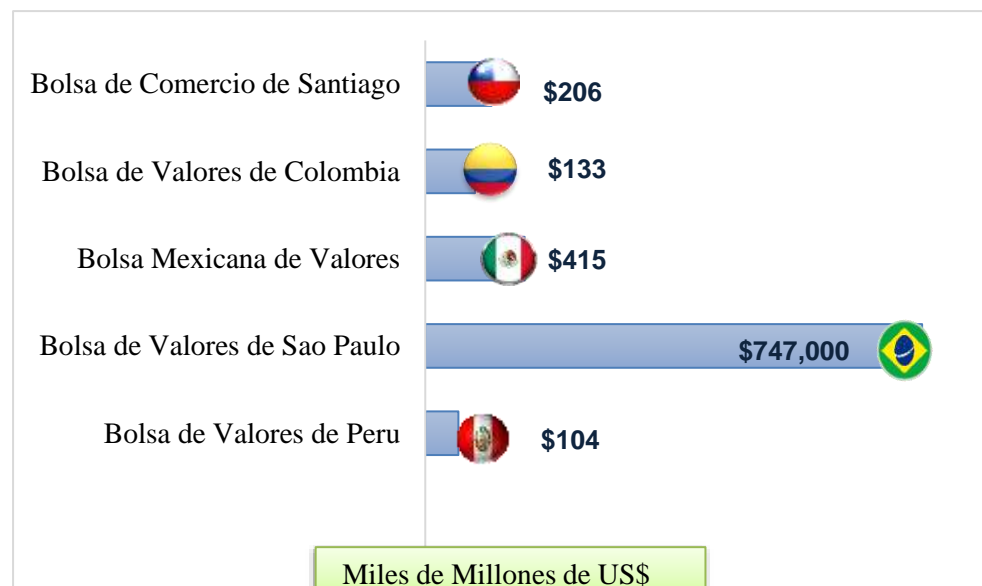 Bolsa de Comercio de Santiago $206
Bolsa de Valores de Colombia $133
Bolsa Mexicana de Valores $415
Bolsa de Valores de Sao Paulo $747,000
Bolsa de Valores de Peru $104
Miles de Millones de US$